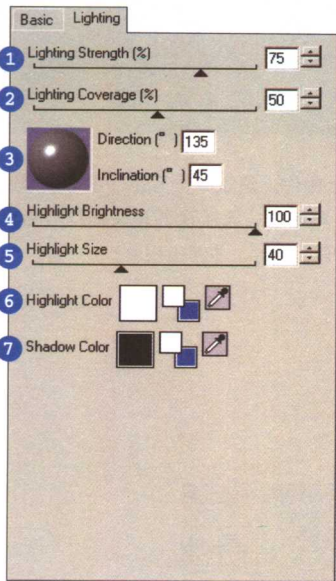 Basic Lighting
1 Lighting Strength (%) 75
2 Lighting Coverage (%) 50
3 Direction (° ) 135
Inclination (° ) 45
4 Highlight Brightness 100
5 Highlight Size 40
6 Highlight Color
7 Shadow Color